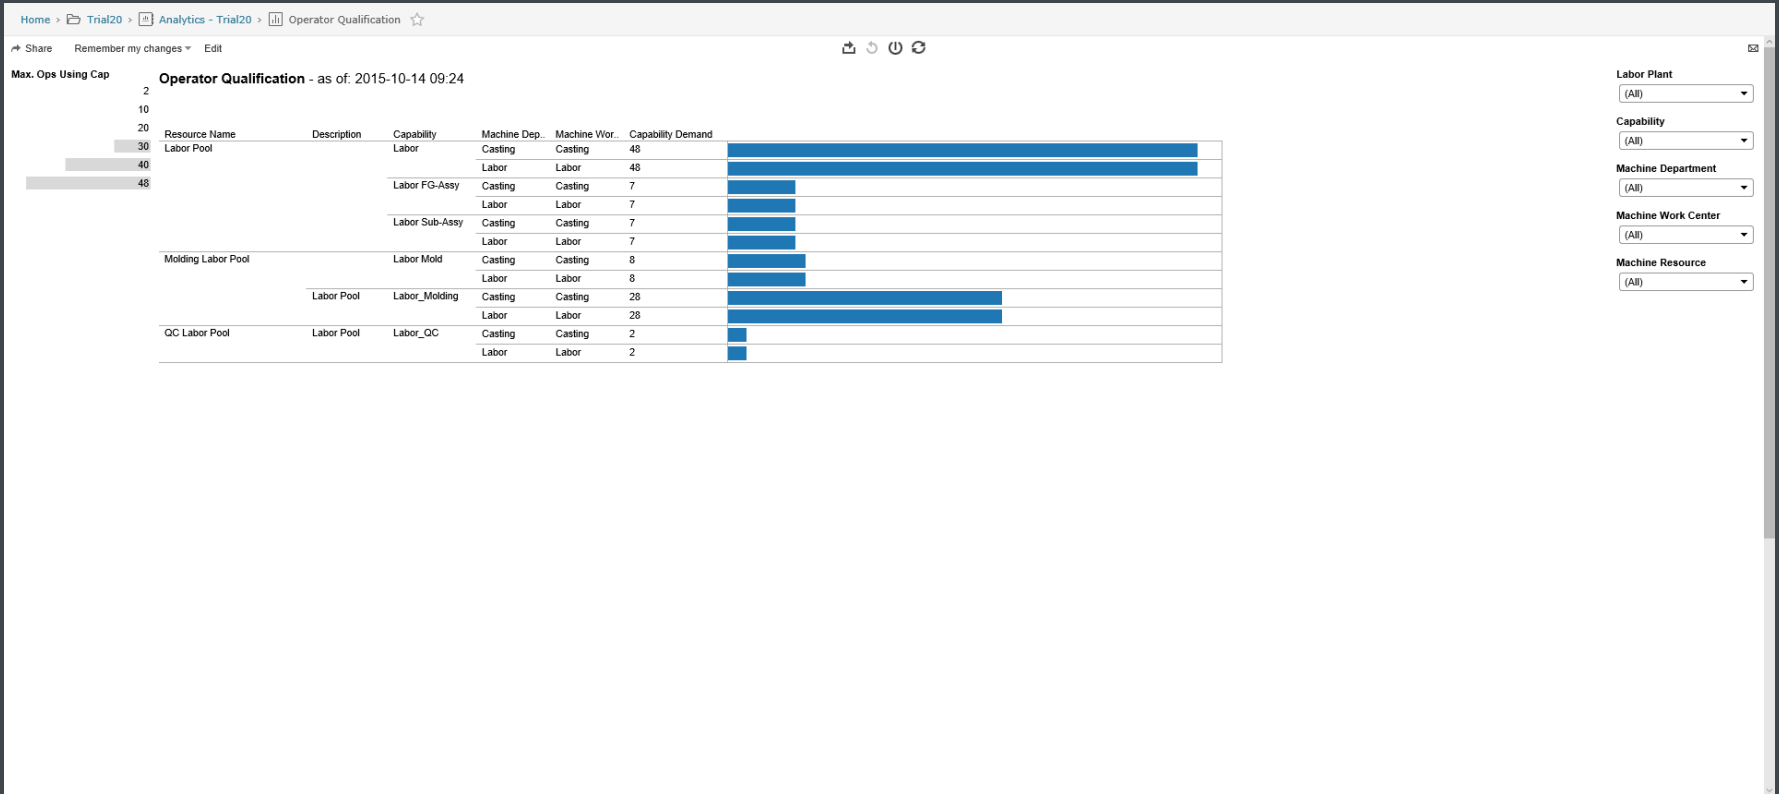 Home › Trial20 › Analytics - Trial20 › Operator Qualification
Share Remember my changes Edit
Max. Ops Using Cap
2
10
20
30
40
48
Operator Qualification - as of: 2015-10-14 09:24
Resource Name Description Capability Machine Dep.. Machine Wor.. Capability Demand
Labor Pool Labor Casting Casting 48
Labor Labor 48
Labor FG-Assy Casting Casting 7
Labor Labor 7
Labor Sub-Assy Casting Casting 7
Labor Labor 7
Molding Labor Pool Labor Mold Casting Casting 8
Labor Labor 8
Labor Pool Labor_Molding Casting Casting 28
Labor Labor 28
QC Labor Pool Labor Pool Labor_QC Casting Casting 2
Labor Labor 2
Labor Plant
(All)
Capability
(All)
Machine Department
(All)
Machine Work Center
(All)
Machine Resource
(All)